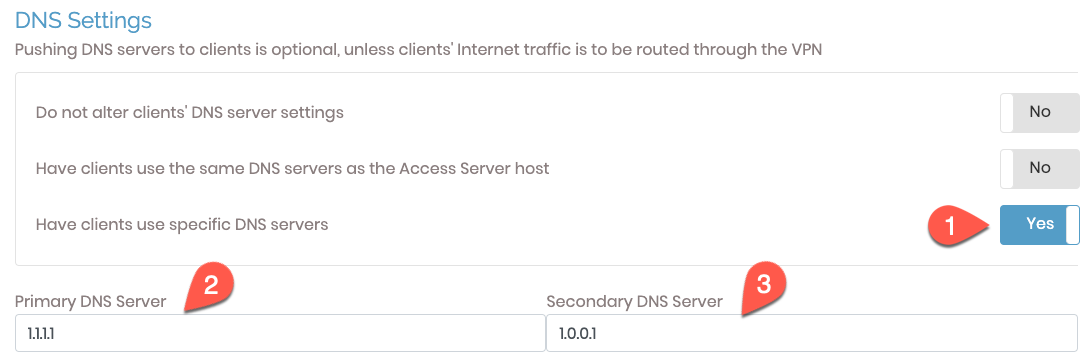 DNS Settings
Pushing DNS servers to clients is optional, unless clients' Internet traffic is to be routed through the VPN
Do not alter clients' DNS server settings
No
Have clients use the same DNS servers as the Access Server host
No
Have clients use specific DNS servers
1
Yes
2
3
Primary DNS Server
Secondary DNS Server
1.1.1.1
1.0.0.1